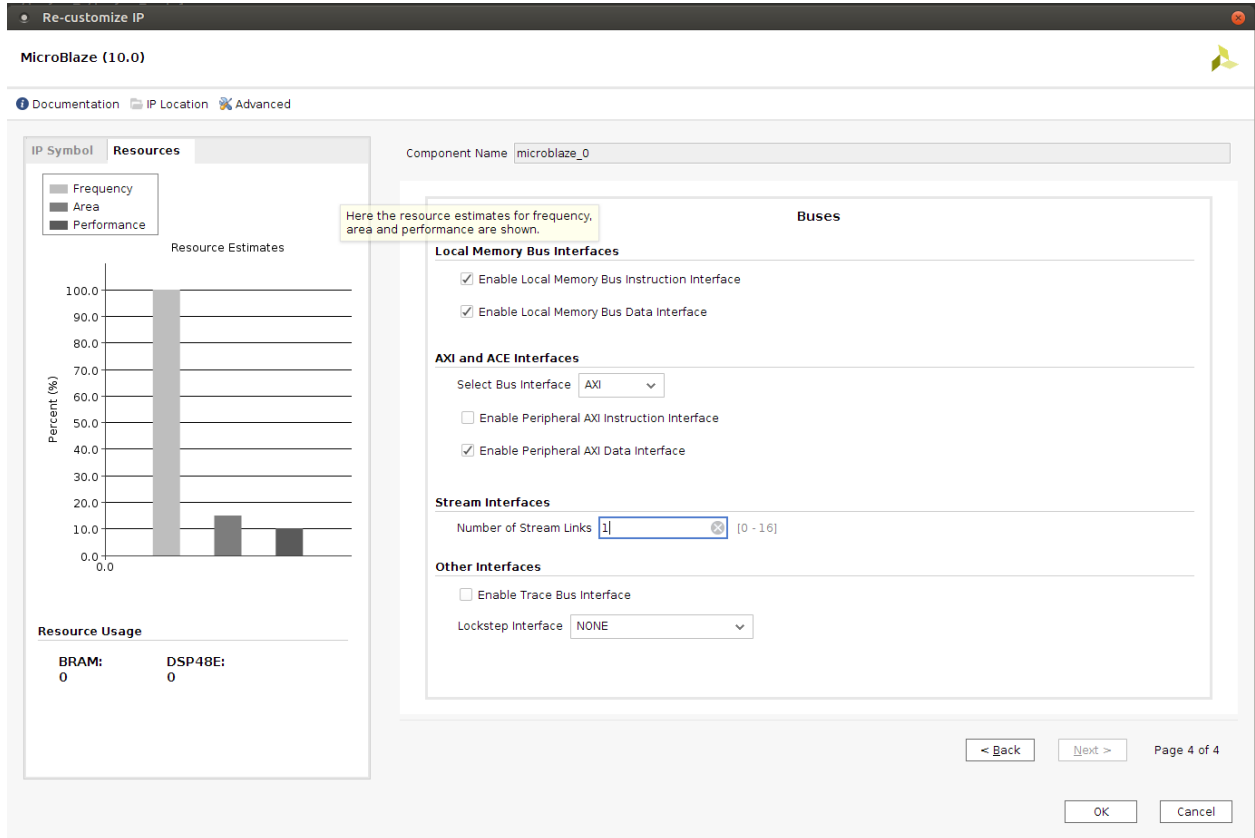 Re-customize IP
MicroBlaze (10.0)
Documentation IP Location Advanced
IP Symbol Resources
Frequency
Area
Performance
Resource Estimates
100.0
90.0
80.0
70.0
60.0
50.0
40.0
30.0
20.0
10.0
0.0
0.0
Percent (%)
Resource Usage
BRAM: DSP48E:
0 0
Component Name microblaze_0
Here the resource estimates for frequency,
area and performance are shown.
Buses
Local Memory Bus Interfaces
Enable Local Memory Bus Instruction Interface
Enable Local Memory Bus Data Interface
AXI and ACE Interfaces
Select Bus Interface AXI
Enable Peripheral AXI Instruction Interface
Enable Peripheral AXI Data Interface
Stream Interfaces
Number of Stream Links 1 [0 - 16]
Other Interfaces
Enable Trace Bus Interface
Lockstep Interface NONE
< Back Next > Page 4 of 4
OK Cancel